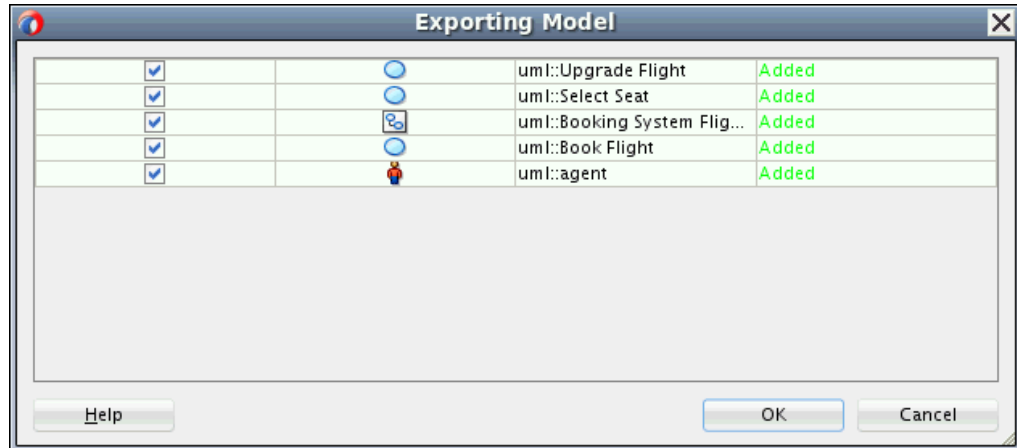 Exporting Model
uml::Upgrade Flight Added
uml::Select Seat Added
uml::Booking System Flig... Added
uml::Book Flight Added
uml::agent Added
Help OK Cancel